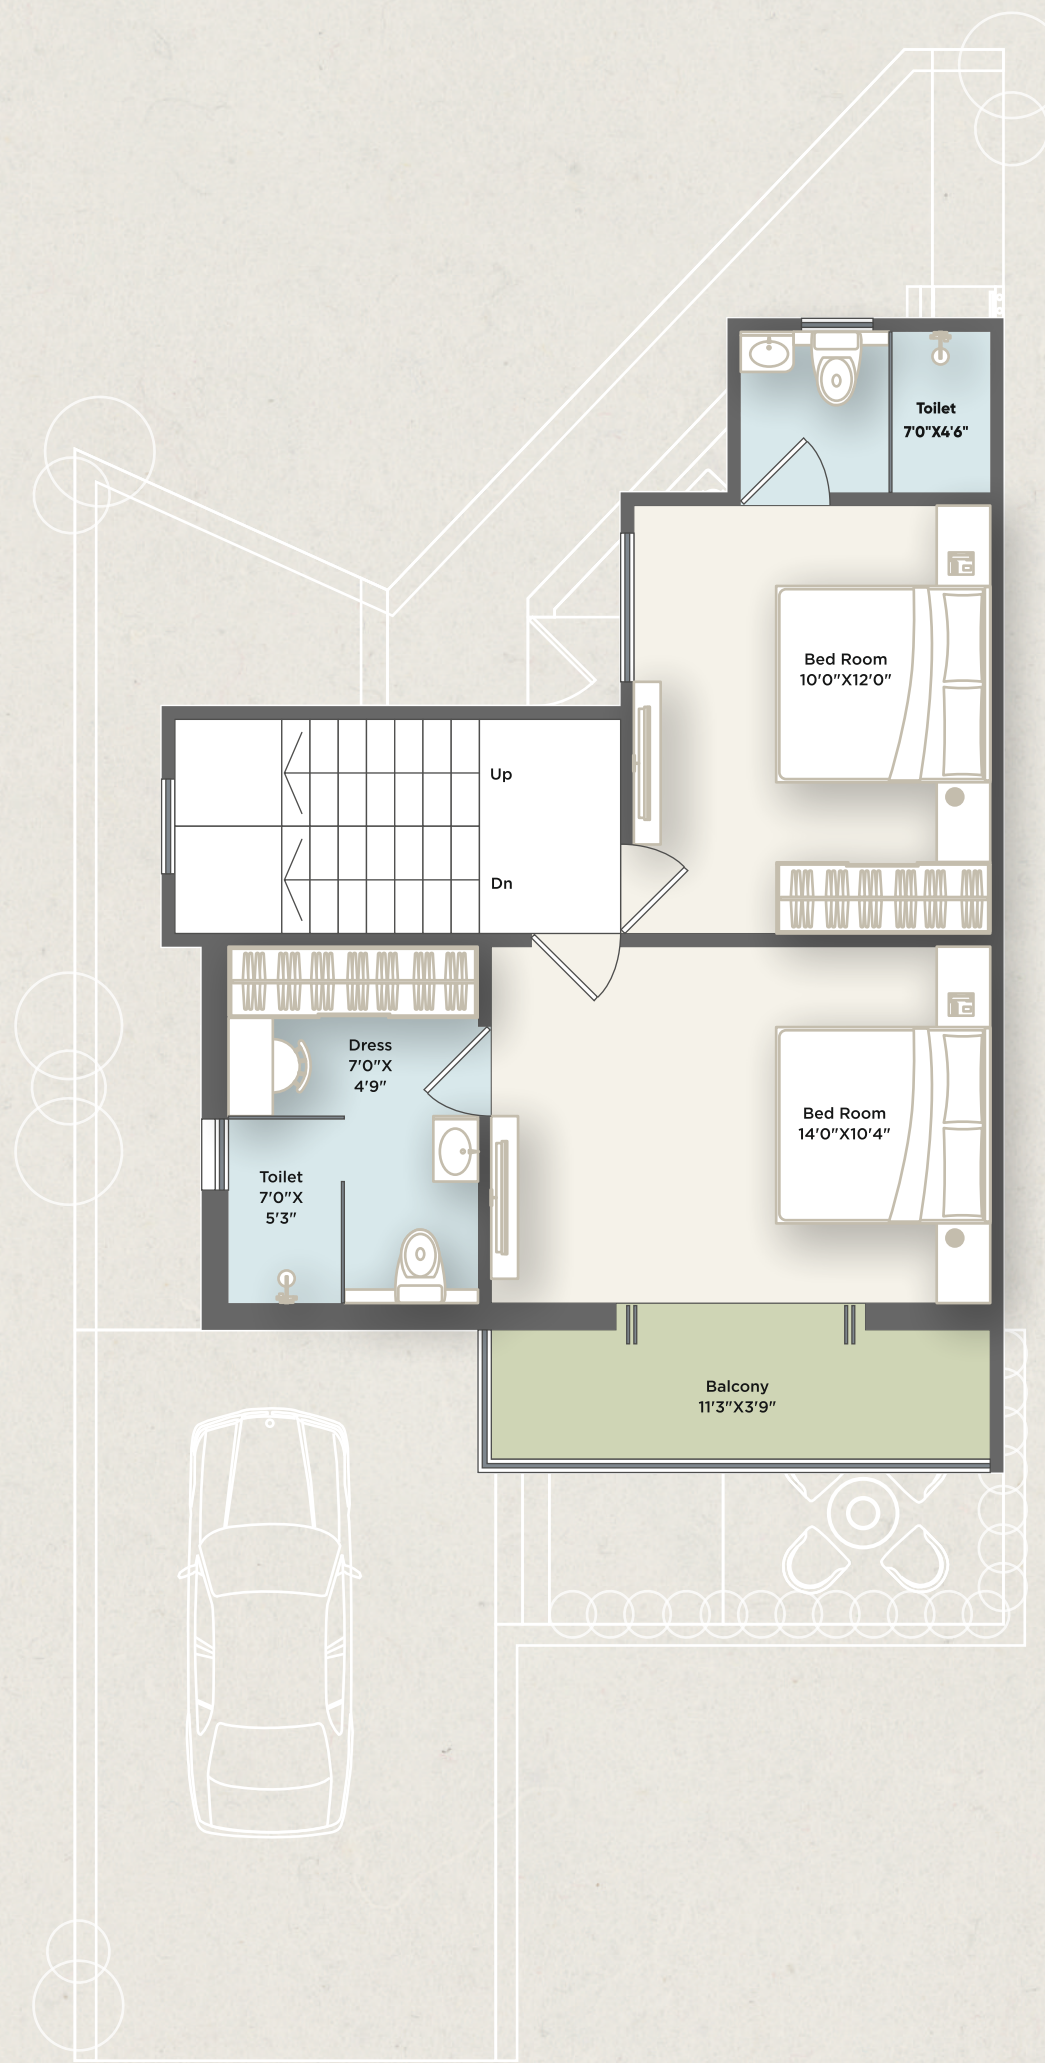 Toilet
7'0"X4'6"
Bed Room
10'0"X12'0"
Up
Dn
Dress
7'0"X
4'9"
Bed Room
14'0"X10'4"
Toilet
7'0"X
5'3"
Balcony
11'3"X3'9"